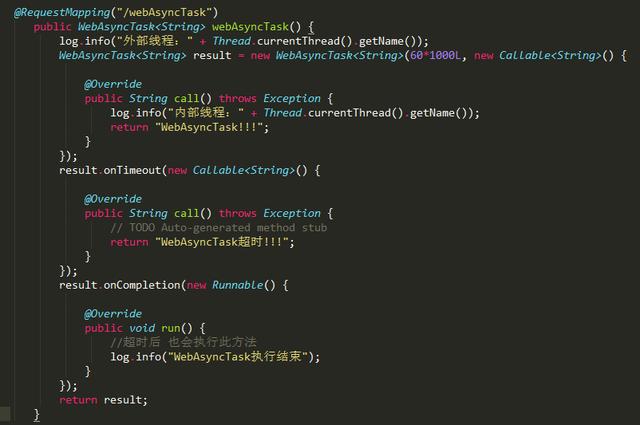 @RequestMapping("/webAsyncTask")
public WebAsyncTask<String> webAsyncTask() {
log.info("外部线程：" + Thread.currentThread().getName());
WebAsyncTask<String> result = new WebAsyncTask<String>(60*1000L, new Callable<String>() {
@Override
public String call() throws Exception {
log.info("内部线程：" + Thread.currentThread().getName());
return "WebAsyncTask!!!";
}
});
result.onTimeout(new Callable<String>() {
@Override
public String call() throws Exception {
// TODO Auto-generated method stub
return "WebAsyncTask超时!!!";
}
});
result.onCompletion(new Runnable() {
@Override
public void run() {
//超时后 也会执行此方法
log.info("WebAsyncTask执行结束");
}
});
return result;
}